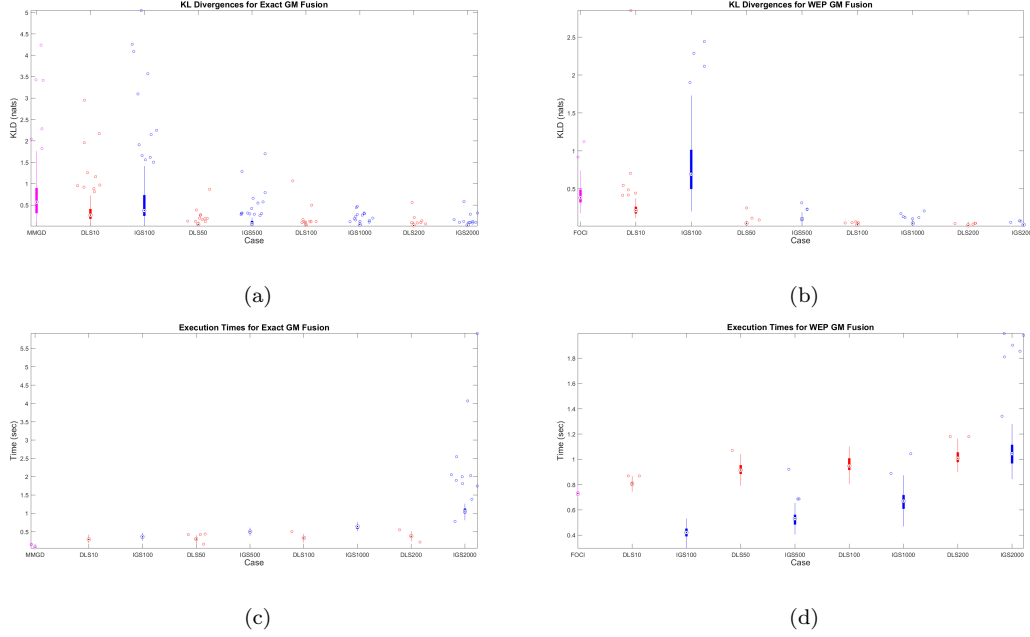 KL Divergences for Exact GM Fusion
KLD (nats)
5
4.5
4
3.5
3
2.5
2
1.5
1
0.5
MMGD DLS10 IGS100 DLS50 IGS500 DLS100 IGS1000 DLS200 IGS2000
Case
(a)
KL Divergences for WEP GM Fusion
KLD (nats)
2.5
2
1.5
1
0.5
FOCI DLS10 IGS100 DLS50 IGS500 DLS100 IGS1000 DLS200 IGS200
Case
(b)
Execution Times for Exact GM Fusion
Time (sec)
5.5
5
4.5
4
3.5
3
2.5
2
1.5
1
0.5
MMGD DLS10 IGS100 DLS50 IGS500 DLS100 IGS1000 DLS200 IGS2000
Case
(c)
Execution Times for WEP GM Fusion
Time (sec)
1.8
1.6
1.4
1.2
1
0.8
0.6
0.4
FOCI DLS10 IGS100 DLS50 IGS500 DLS100 IGS1000 DLS200 IGS2000
Case
(d)